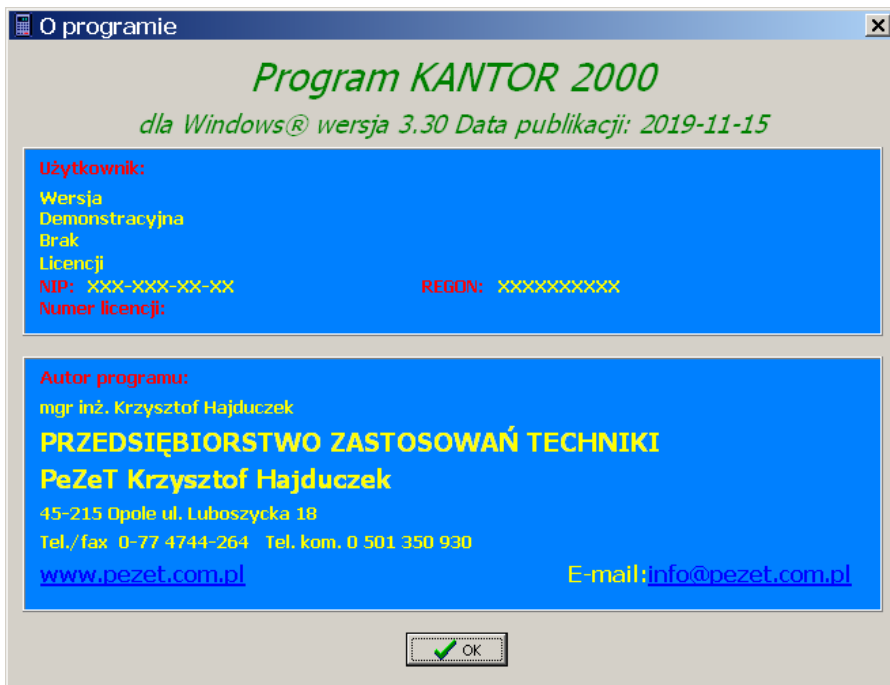 O programie
Program KANTOR 2000
dla Windows® wersja 3.30 Data publikacji: 2019-11-15
Użytkownik:
Wersja
Demonstracyjna
Brak
Licencji
NIP: XXX-XXX-XX-XX REGON: XXXXXXXXXX
Numer licencji:
Autor programu:
mgr inż. Krzysztof Hajduczek
PRZEDSIĘBIORSTWO ZASTOSOWAŃ TECHNIKI
PeZeT Krzysztof Hajduczek
45-215 Opole ul. Luboszycka 18
Tel./fax 0-77 4744-264 Tel. kom. 0 501 350 930
www.pezet.com.pl E-mail:info@pezet.com.pl
OK